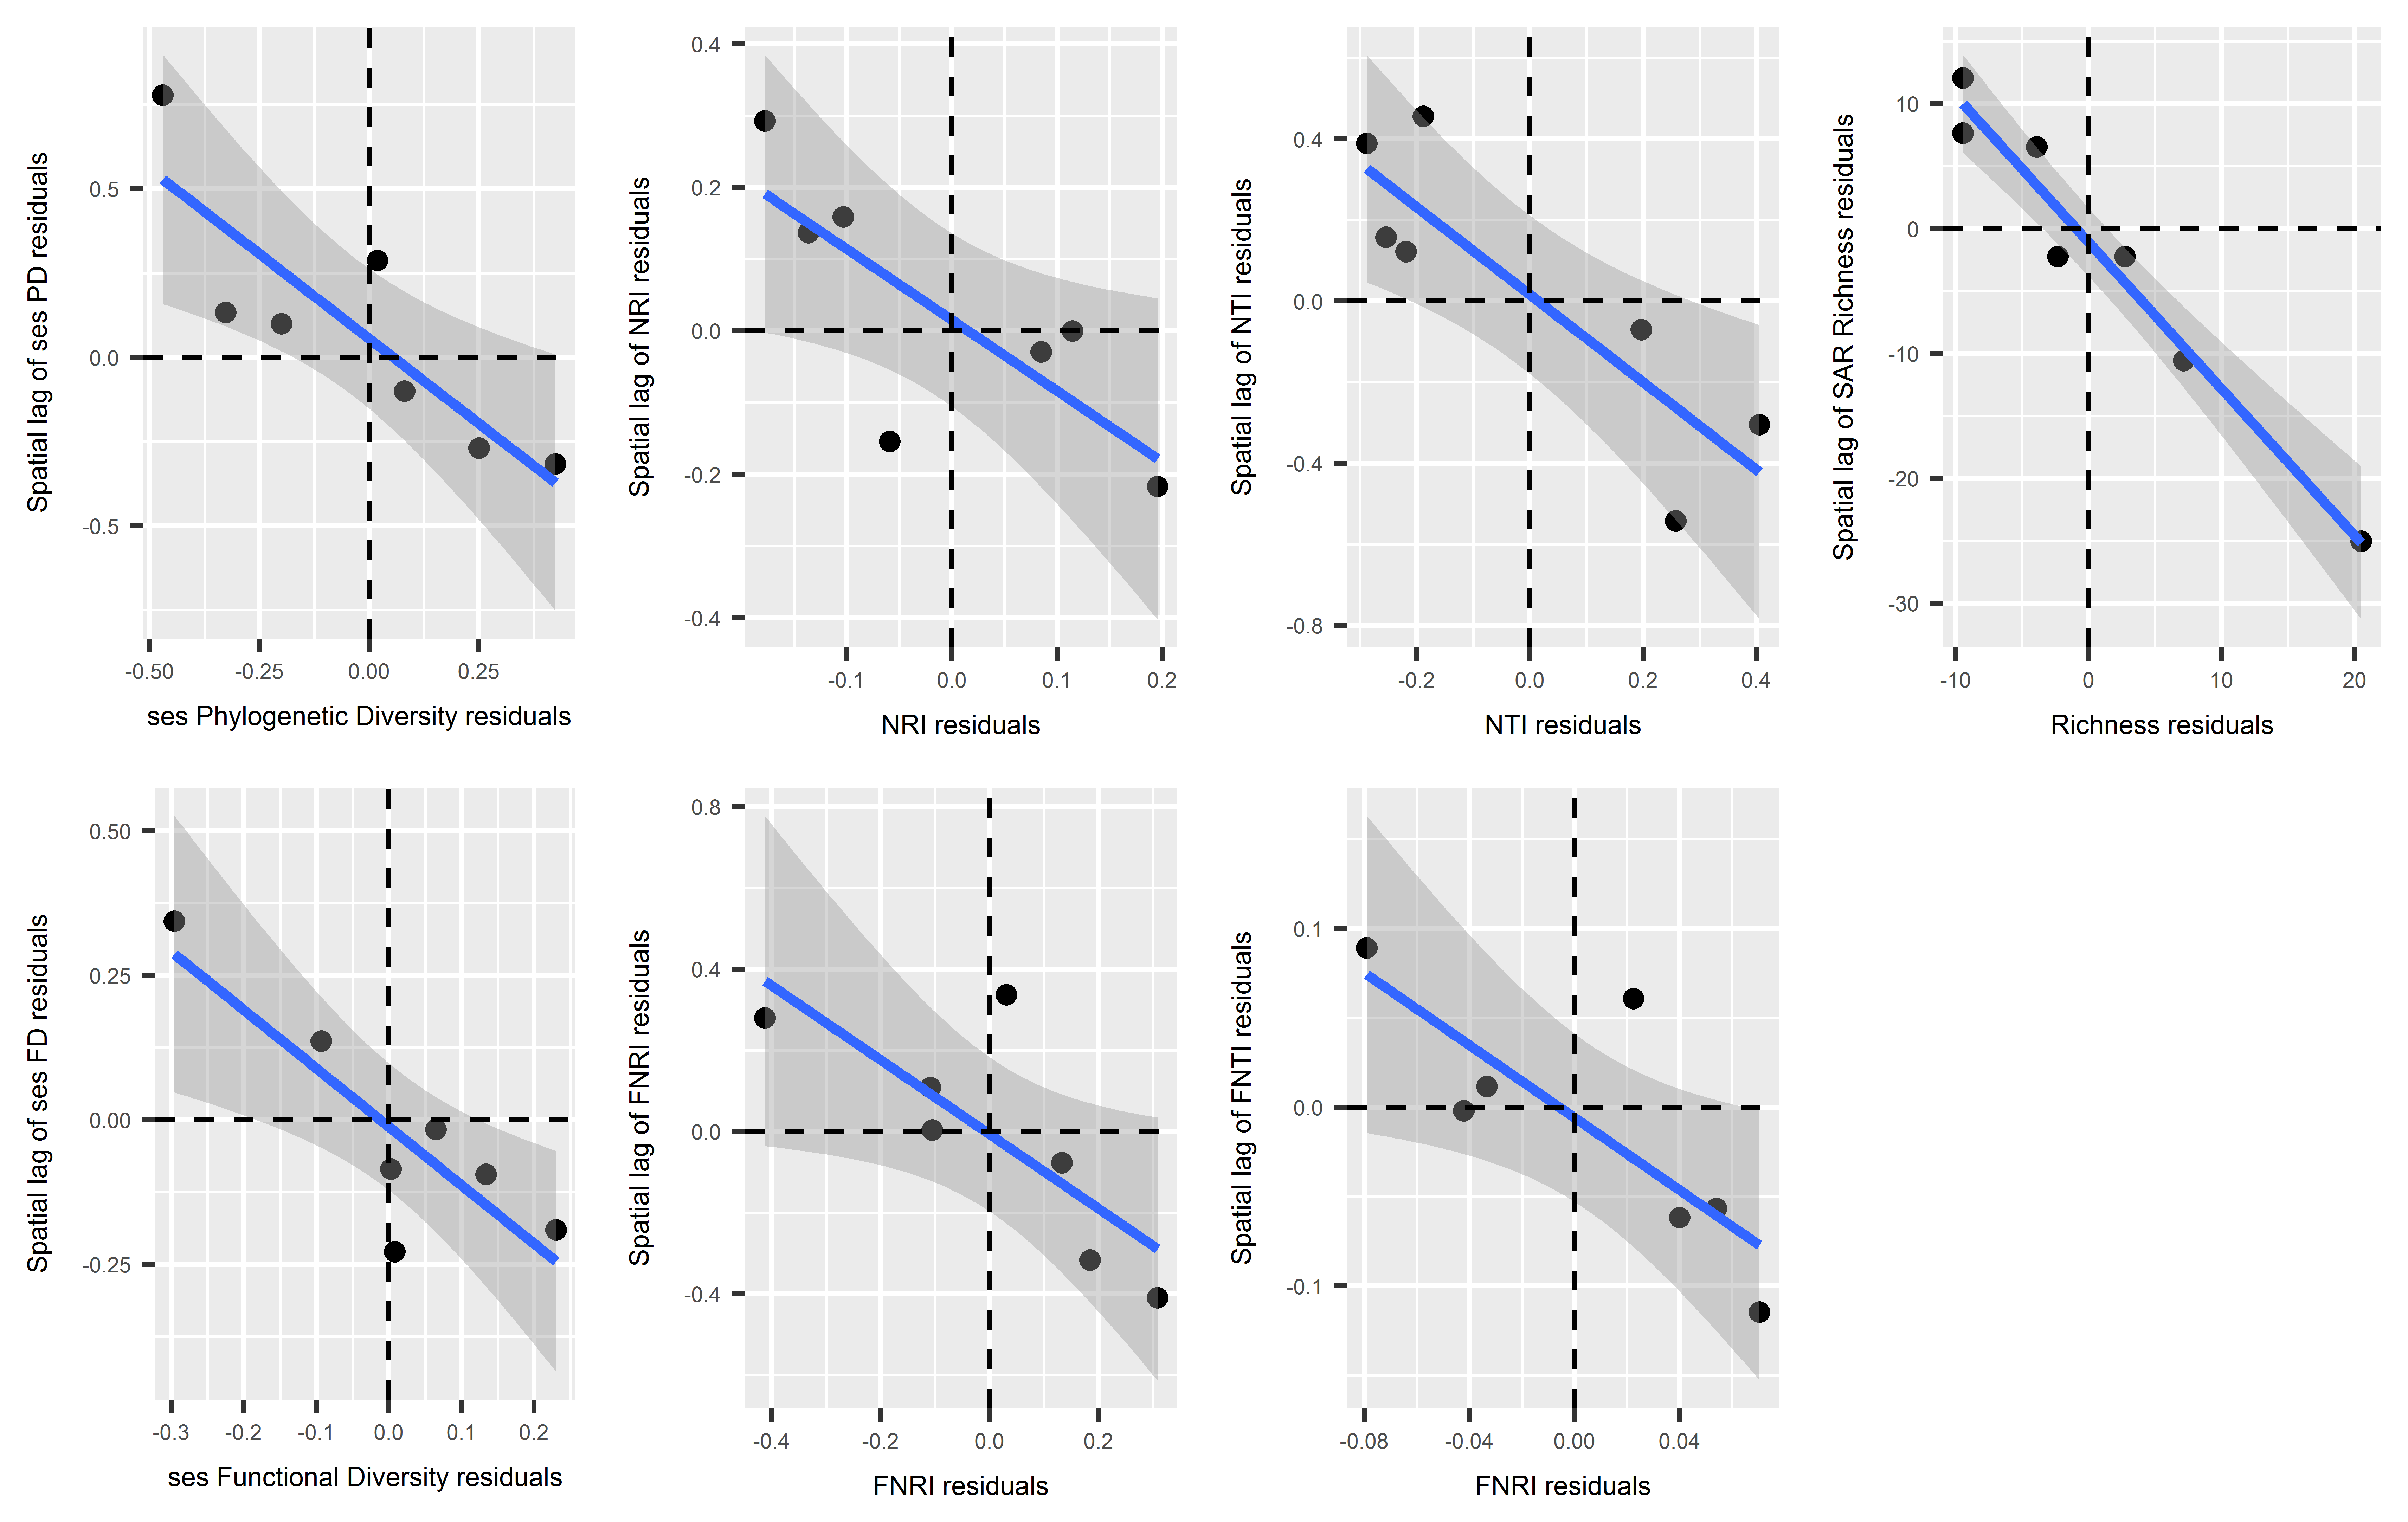 Spatial lag of ses PD residuals
0.5
0.0
-0.5
-0.50 -0.25 0.00 0.25
ses Phylogenetic Diversity residuals
Spatial lag of NRI residuals
0.4
0.2
0.0
-0.2
-0.4
-0.1 0.0 0.1 0.2
NRI residuals
Spatial lag of NTI residuals
0.4
0.0
-0.4
-0.8
-0.2 0.0 0.2 0.4
NTI residuals
Spatial lag of SAR Richness residuals
10
0
-10
-20
-30
-10 0 10 20
Richness residuals
Spatial lag of ses FD residuals
0.50
0.25
0.00
-0.25
-0.3 -0.2 -0.1 0.0 0.1 0.2
ses Functional Diversity residuals
Spatial lag of FNRI residuals
0.8
0.4
0.0
-0.4
-0.4 -0.2 0.0 0.2
FNRI residuals
Spatial lag of FNTI residuals
0.1
0.0
-0.1
-0.08 -0.04 0.00 0.04
FNRI residuals